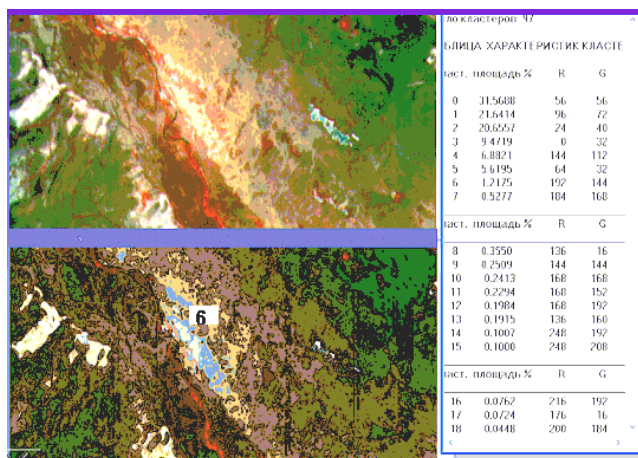 ло кластеров 47
БЛИЦА ХАРАКТЕРИСТИК КЛАСТЕ
ласт. площадь % R G
0 31.5688 56 56
1 21.6414 96 72
2 20.6557 24 40
3 9.4719 0 32
4 6.8821 144 112
5 5.6195 64 32
6 1.2175 192 144
7 0.5277 184 168
ласт. площадь % R G
8 0.3550 136 16
9 0.2509 144 144
10 0.2413 168 168
11 0.2294 168 152
12 0.1984 168 192
13 0.1915 136 160
14 0.1007 248 192
15 0.1000 248 208
ласт. площадь % R G
16 0.0762 216 192
17 0.0724 176 16
18 0.0448 200 184
6